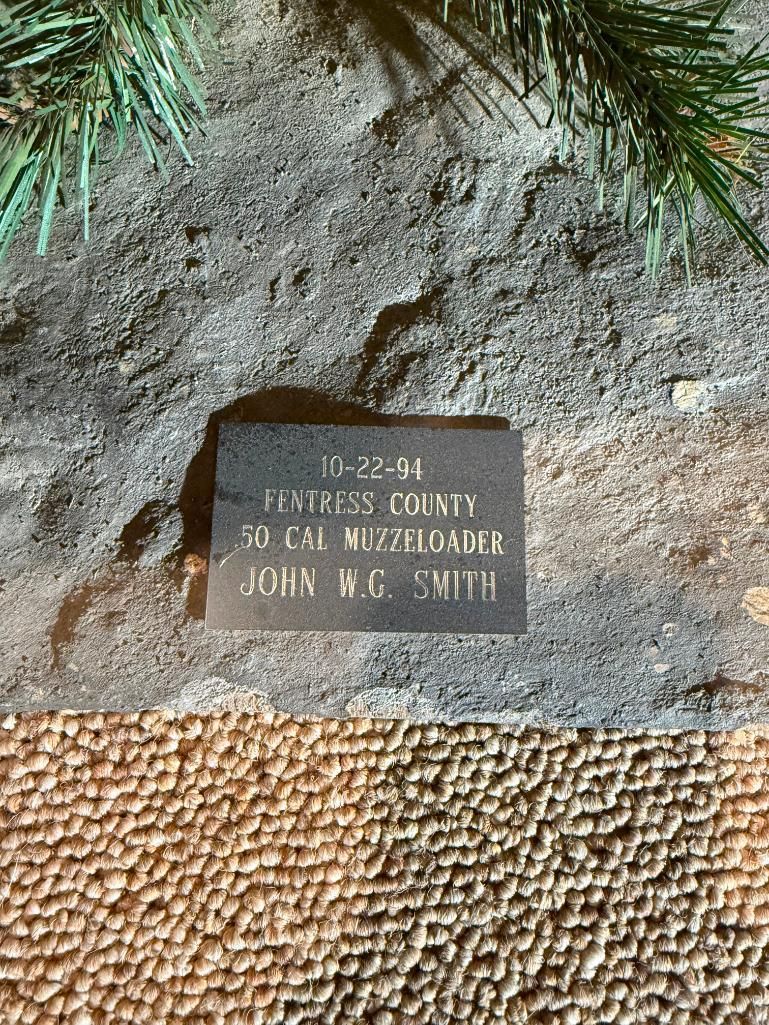 10-22-94
FENTRESS COUNTY
.50 CAL MUZZELOADER
JOHN W.G. SMITH